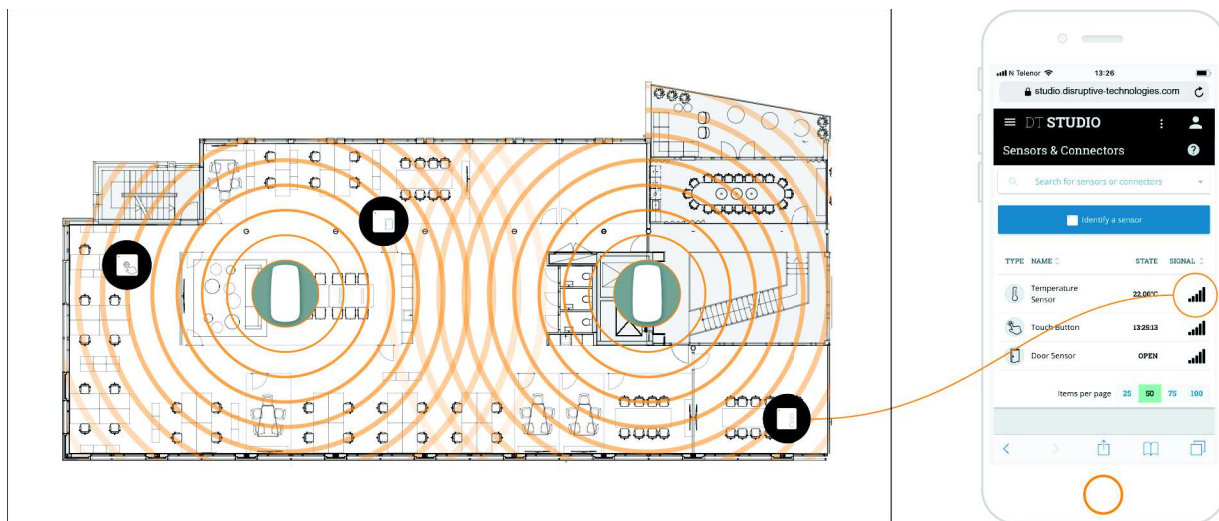 N Telenor 13:26
studio.disruptive-technologies.com
DT STUDIO
Sensors & Connectors ?
Search for sensors or connectors
Identify a sensor
TYPE NAME STATE SIGNAL
Temperature
Sensor 22.00°C
Touch Button 13:25:13
Door Sensor OPEN
Items per page 25 50 75 100